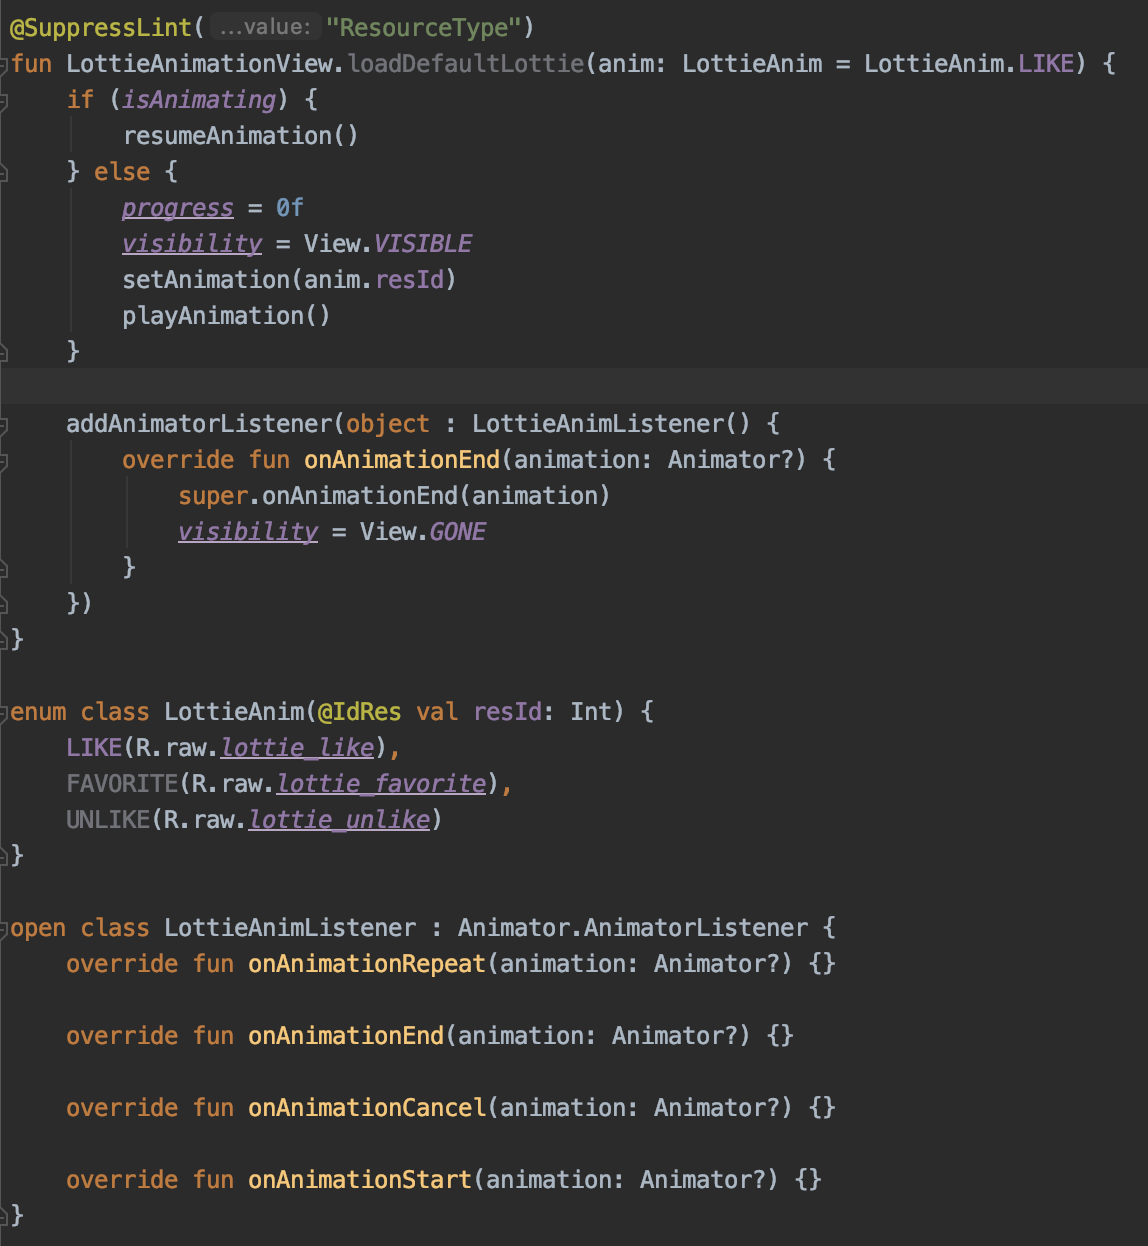 @SuppressLint( ...value: "ResourceType")
fun LottieAnimationView.loadDefaultLottie(anim: LottieAnim = LottieAnim.LIKE) {
    if (isAnimating) {
        resumeAnimation()
    } else {
        progress = 0f
        visibility = View.VISIBLE
        setAnimation(anim.resId)
        playAnimation()
    }

    addAnimatorListener(object : LottieAnimListener() {
        override fun onAnimationEnd(animation: Animator?) {
            super.onAnimationEnd(animation)
            visibility = View.GONE
        }
    })
}

enum class LottieAnim(@IdRes val resId: Int) {
    LIKE(R.raw.lottie_like),
    FAVORITE(R.raw.lottie_favorite),
    UNLIKE(R.raw.lottie_unlike)
}

open class LottieAnimListener : Animator.AnimatorListener {
    override fun onAnimationRepeat(animation: Animator?) {}

    override fun onAnimationEnd(animation: Animator?) {}

    override fun onAnimationCancel(animation: Animator?) {}

    override fun onAnimationStart(animation: Animator?) {}
}